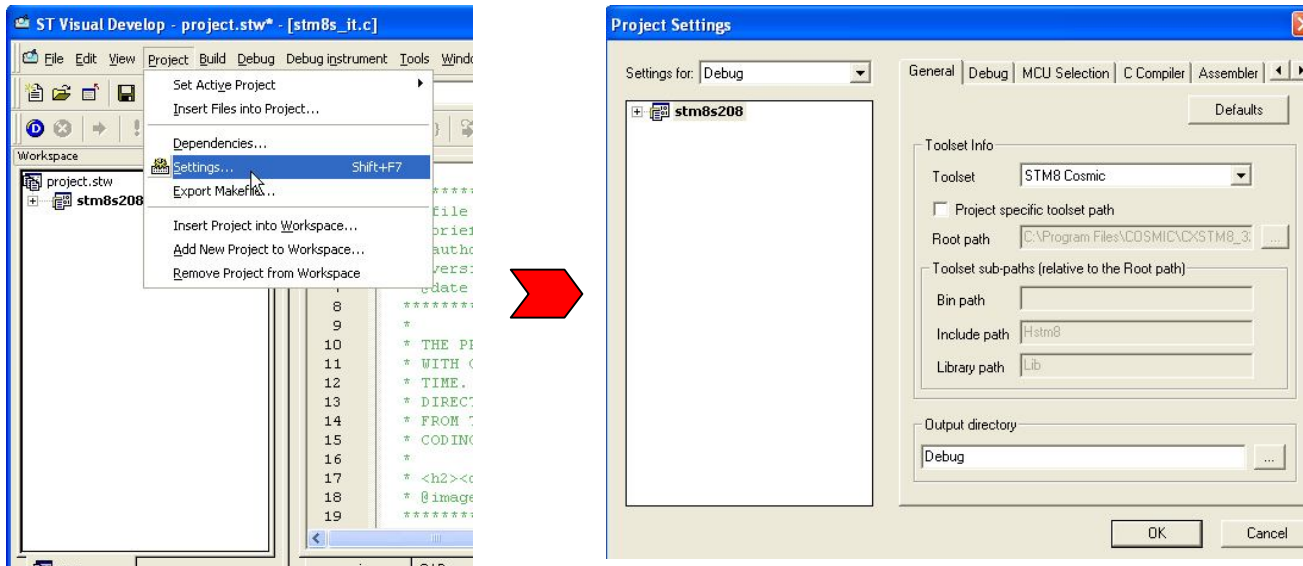 ST Visual Develop - project.stw* - [stm8s_it.c]
File Edit View Project Build Debug Debug instrument Tools
Set Active Project
Insert Files into Project...
Dependencies...
Settings... Shift+F7
Export Makefile...
Insert Project into Workspace...
Add New Project to Workspace...
Remove Project from Workspace
Workspace
project.stw
stm8s208
file
date
8 *********
9 *
10 * THE
11 * WITH
12 * TIME.
13 * DIREC
14 * FROM
15 * CODING
16 *
17 * <h2><
18 * @image
19 *********
Project Settings
Settings for: Debug
stm8s208
General Debug MCU Selection C Compiler Assembler
Defaults
Toolset Info
Toolset STM8 Cosmic
Project specific toolset path
Root path C:\Program Files\COSMIC\CXSTM8_32 ...
Toolset sub-paths (relative to the Root path)
Bin path
Include path Hstm8
Library path Lib
Output directory
Debug ...
OK Cancel